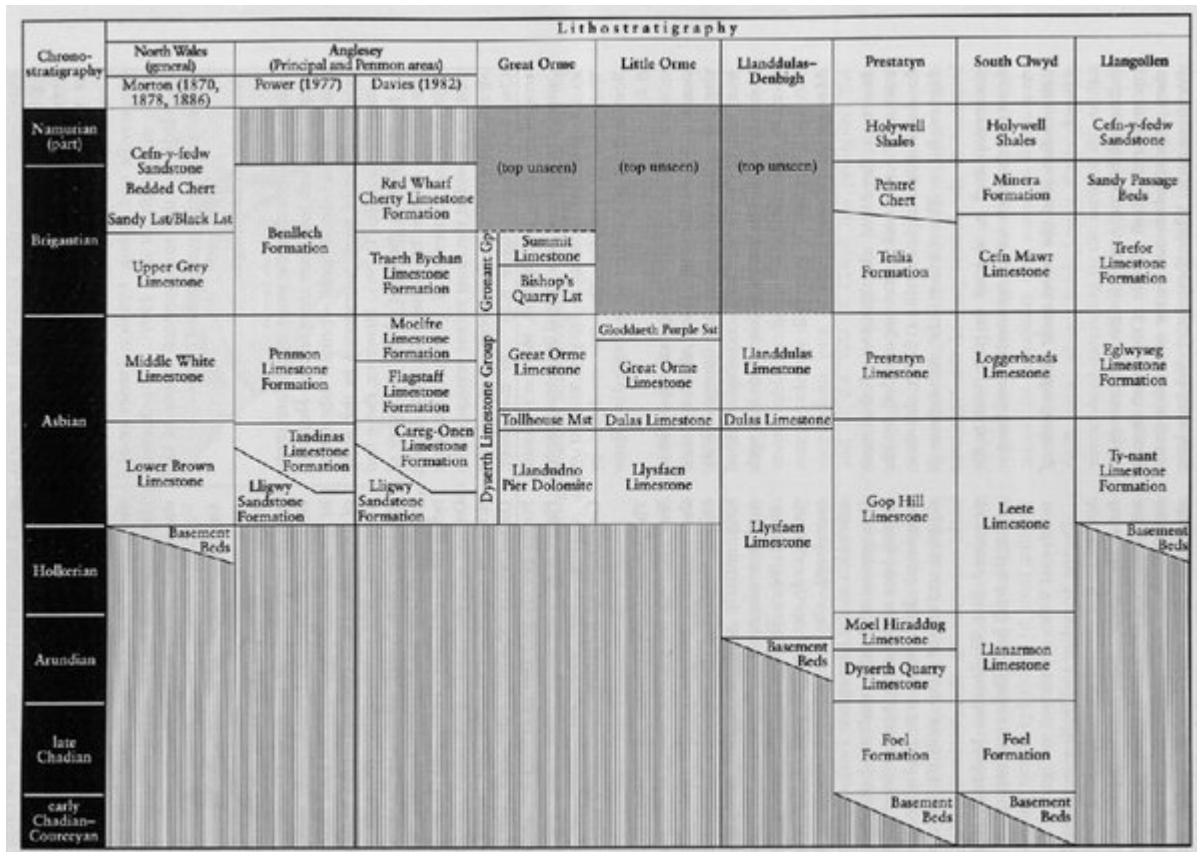 Lithostratigraphy
Chrono-
stratigraphy
North Wales
(general)
Morton (1870,
1878, 1886)
Anglesey
(Principal and Penmon areas)
Power (1977)
Davies (1982)
Great Orme
Little Orme
Llanddulas–
Denbigh
Prestatyn
South Clwyd
Llangollen
Namurian
(part)
Brigantian
Asbian
Holkerian
Arundian
late
Chadian
early
Chadian–
Courceyan
Cefn-y-fedw
Sandstone
Bedded Chert
Sandy Lst/Black Lst
Upper Grey
Limestone
Middle White
Limestone
Lower Brown
Limestone
Basement
Beds
Benllech
Formation
Penmon
Limestone
Formation
Tandinas
Limestone
Formation
Lligwy
Sandstone
Formation
Red Wharf
Cherty Limestone
Formation
Traeth Bychan
Limestone
Formation
Moelfre
Limestone
Formation
Flagstaff
Limestone
Formation
Careg-Onen
Limestone
Formation
Lligwy
Sandstone
Formation
(top unseen)
Gronant Gp
Summit
Limestone
Bishop's
Quarry Lst
Dyserth Limestone Group
Great Orme
Limestone
Tollhouse Mst
Llandudno
Pier Dolomite
(top unseen)
Gloddaeth Purple Sst
Great Orme
Limestone
Dulas Limestone
Llysfaen
Limestone
(top unseen)
Llanddulas
Limestone
Dulas Limestone
Llysfaen
Limestone
Basement
Beds
Holywell
Shales
Pentre
Chert
Teilia
Formation
Prestatyn
Limestone
Gop Hill
Limestone
Moel Hiraddug
Limestone
Dyserth Quarry
Limestone
Foel
Formation
Basement
Beds
Holywell
Shales
Minera
Formation
Cefn Mawr
Limestone
Loggerheads
Limestone
Leete
Limestone
Llanarmon
Limestone
Foel
Formation
Basement
Beds
Cefn-y-fedw
Sandstone
Sandy Passage
Beds
Trefor
Limestone
Formation
Eglwyseg
Limestone
Formation
Ty-nant
Limestone
Formation
Basement
Beds